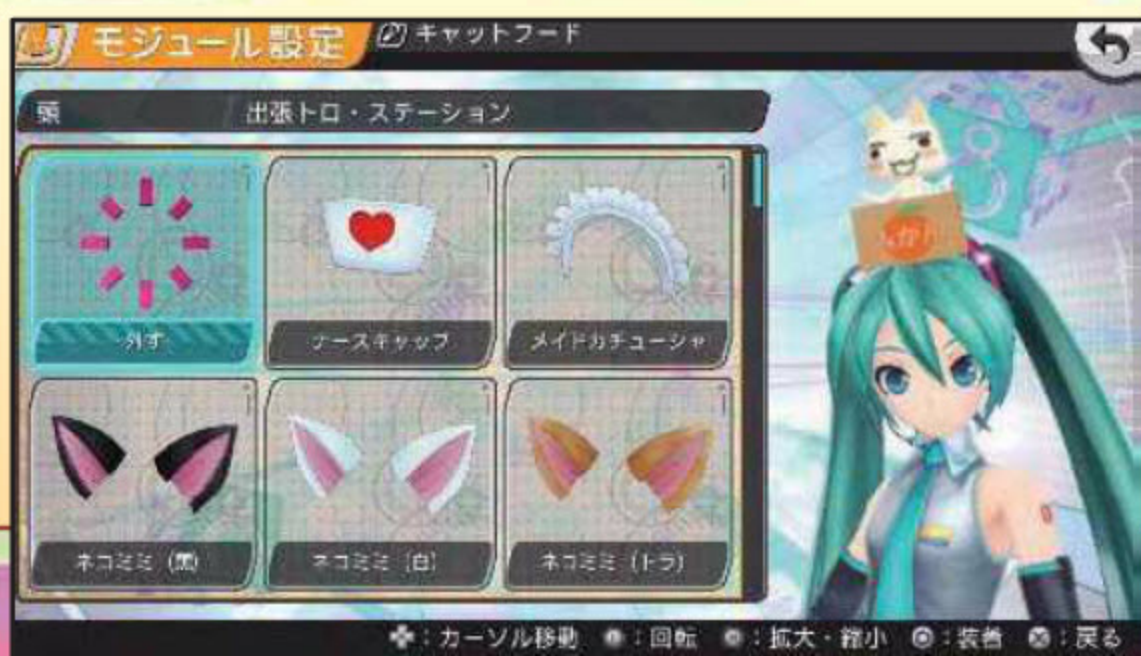 モジュール設定
キャットフード
頭 出張トロ・ステーション
外す
ナースキャップ
メイドカチューシャ
ネコミミ (黒)
ネコミミ (白)
ネコミミ (トラ)
みかん
：カーソル移動 ：回転 ：拡大・縮小 ：装着 ：戻る